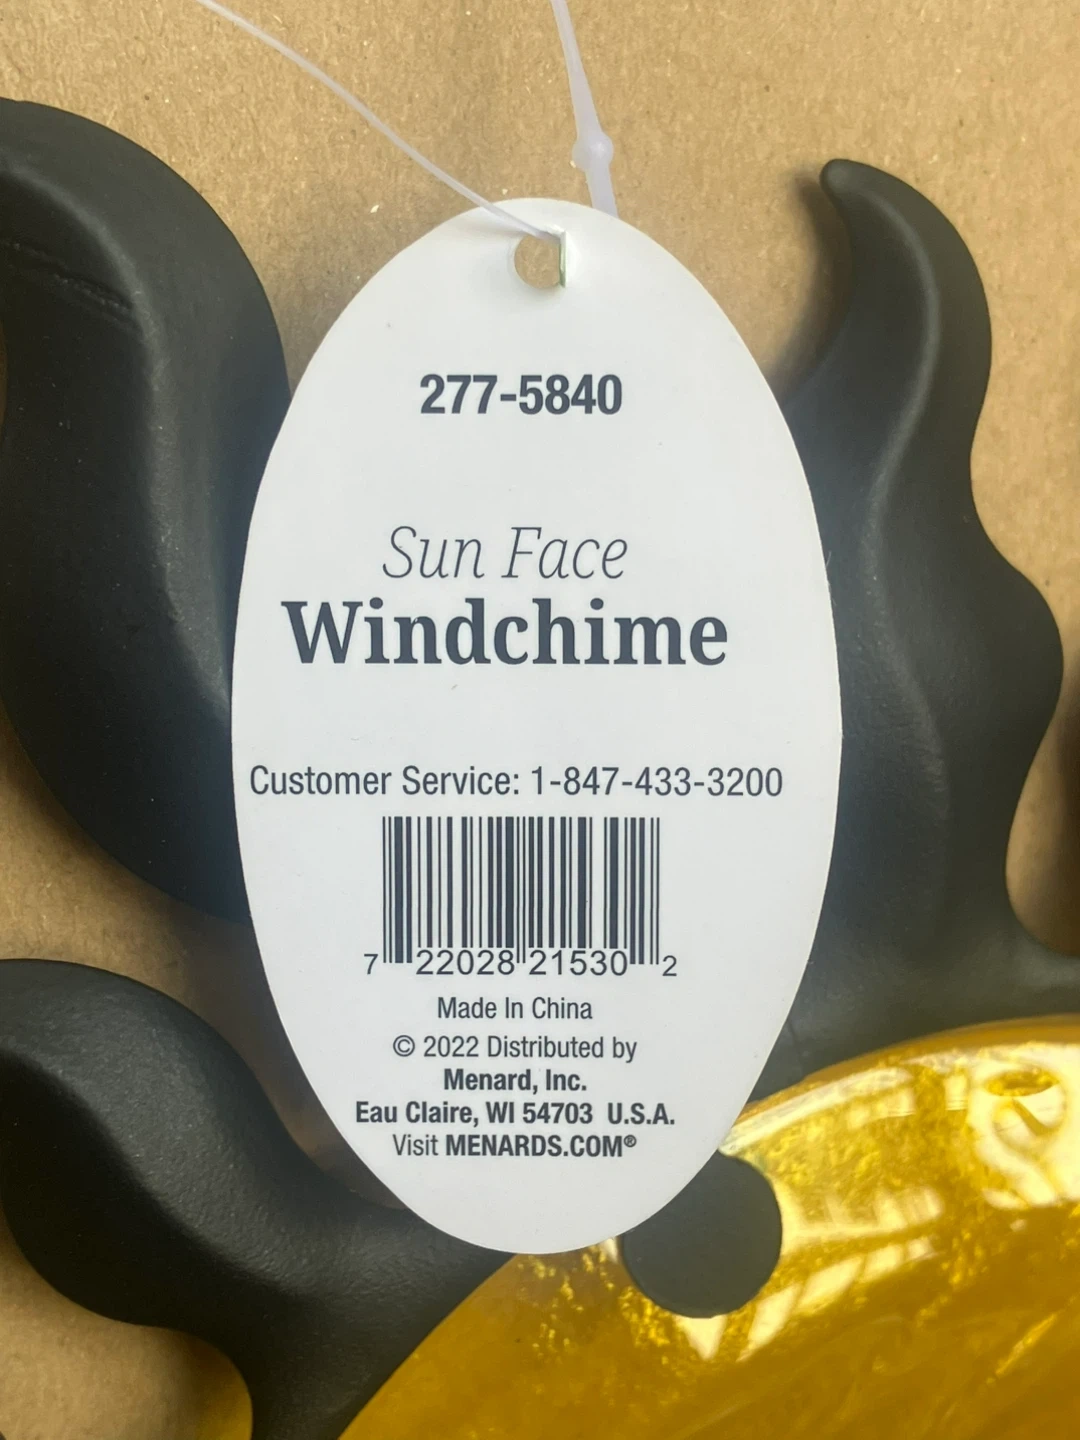 277-5840
Sun Face
Windchime
Customer Service: 1-847-433-3200
7 22028 21530 2
Made In China
© 2022 Distributed by
Menard, Inc.
Eau Claire, WI 54703 U.S.A.
Visit MENARDS.COM®